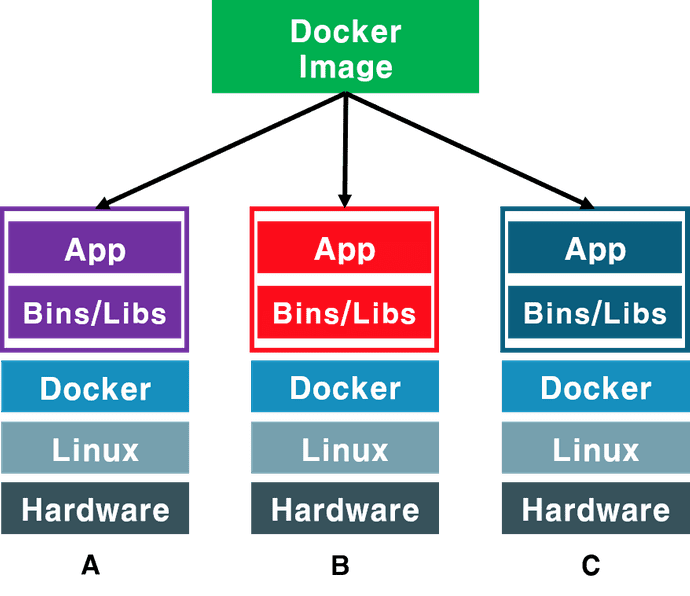 Docker
Image
App
App
App
Bins/Libs
Bins/Libs
Bins/Libs
Docker
Docker
Docker
Linux
Linux
Linux
Hardware
Hardware
Hardware
A
B
C